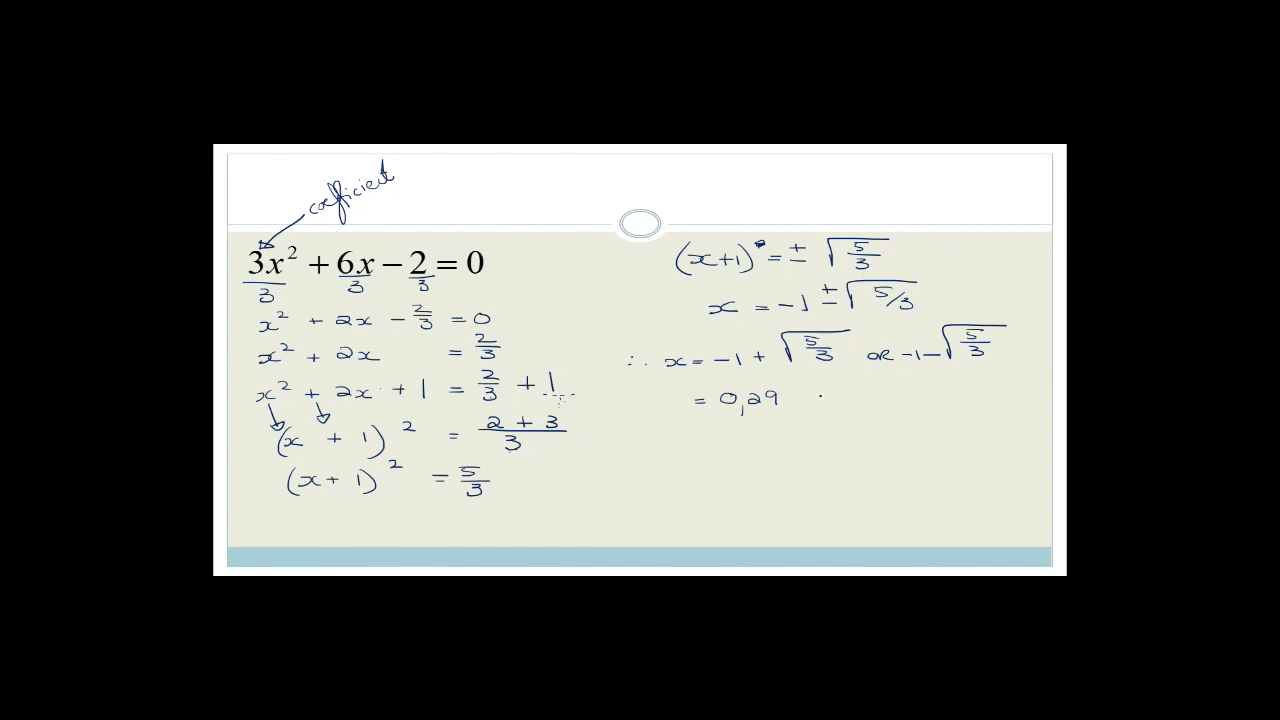 coefficient
3x² + 6x − 2 = 0
3 3 3
x² + 2x − 2/3 = 0
x² + 2x = 2/3
x² + 2x + 1 = 2/3 + 1
(x + 1)² = (2 + 3)/3
(x + 1)² = 5/3
(x+1) = ± √(5/3)
x = −1 ± √(5/3)
∴ x = −1 + √(5/3) OR −1 − √(5/3)
= 0,29